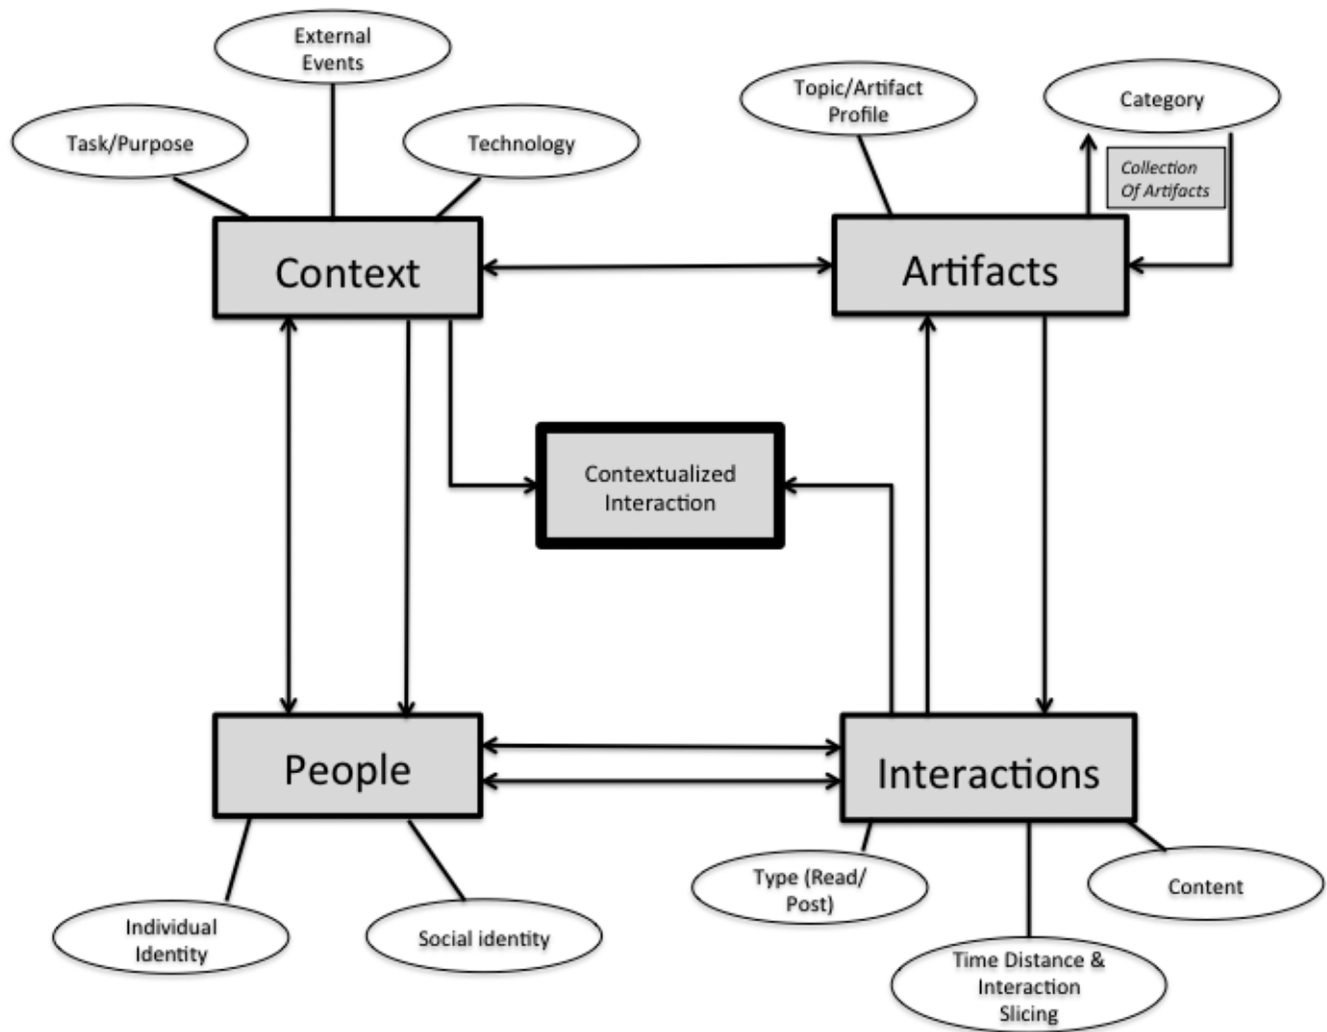 External
Events
Task/Purpose
Technology
Topic/Artifact
Profile
Category
Collection
Of Artifacts
Context
Artifacts
Contextualized
Interaction
People
Interactions
Individual
Identity
Social identity
Type (Read/
Post)
Content
Time Distance &
Interaction
Slicing